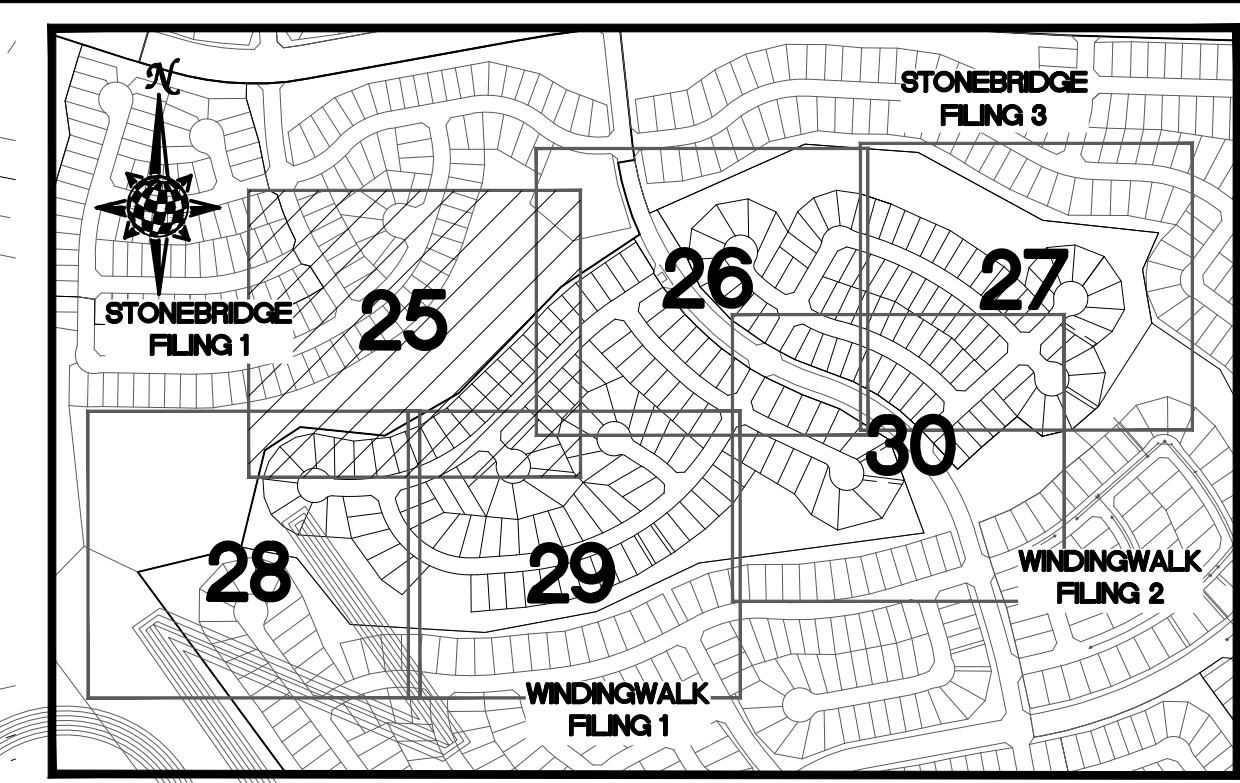 N
STONEBRIDGE
FILING 3
26
27
25
STONEBRIDGE
FILING 1
30
28
29
WINDINGWALK
FILING 2
WINDINGWALK
FILING 1